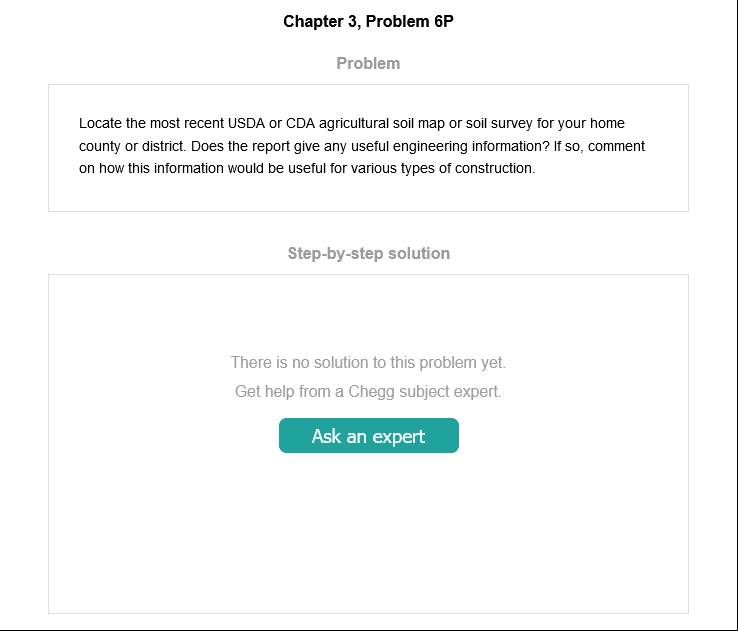 Chapter 3, Problem 6P
Problem
Locate the most recent USDA or CDA agricultural soil map or soil survey for your home
county or district. Does the report give any useful engineering information? If so, comment
on how this information would be useful for various types of construction.
Step-by-step solution
There is no solution to this problem yet.
Get help from a Chegg subject expert.
Ask an expert